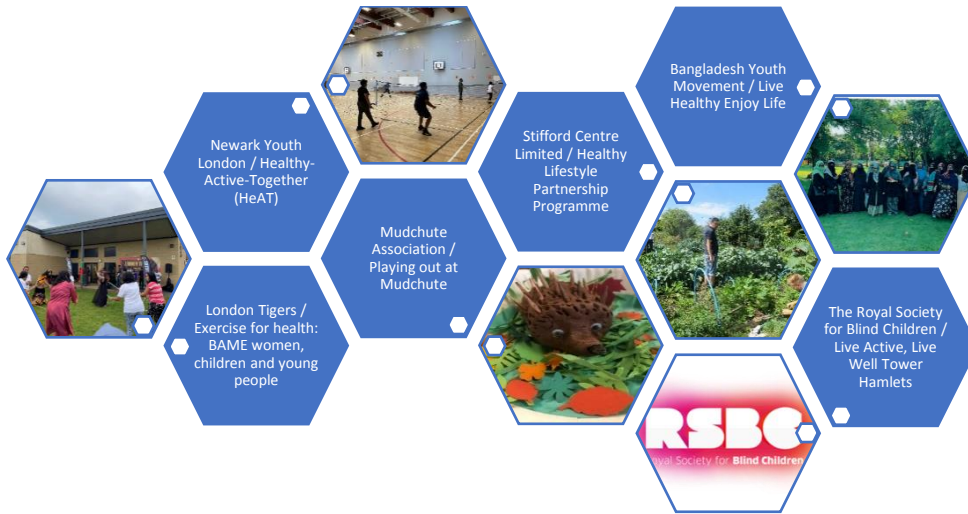 Newark Youth
London / Healthy-
Active-Together
(HeAT)
London Tigers /
Exercise for health:
BAME women,
children and young
people
Mudchute
Association /
Playing out at
Mudchute
Stifford Centre
Limited / Healthy
Lifestyle
Partnership
Programme
Bangladesh Youth
Movement / Live
Healthy Enjoy Life
The Royal Society
for Blind Children /
Live Active, Live
Well Tower
Hamlets
RSBC
oyal Society for Blind Children